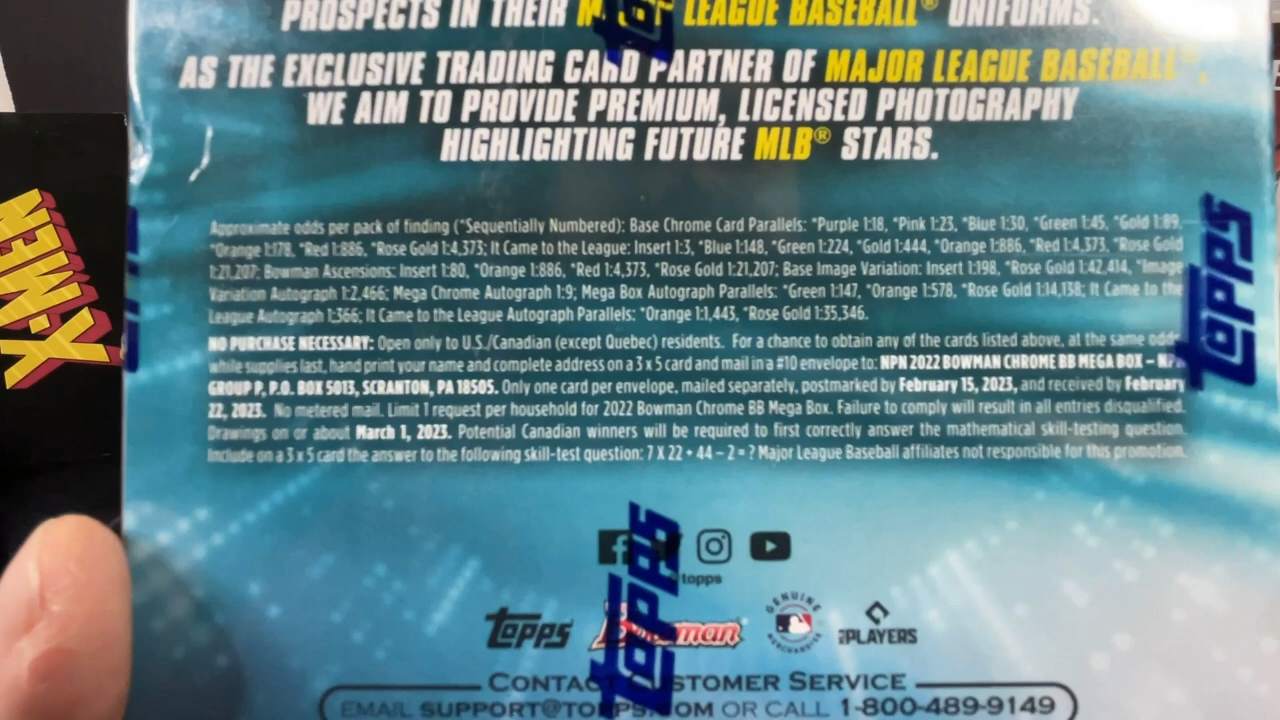 PROSPECTS IN THEIR LEAGUE BASEBALL® UNIFORMS.
AS THE EXCLUSIVE TRADING CARD PARTNER OF MAJOR LEAGUE BASEBALL®,
WE AIM TO PROVIDE PREMIUM, LICENSED PHOTOGRAPHY
HIGHLIGHTING FUTURE MLB® STARS.
X-MEN
Approximate odds per pack of finding (*Sequentially Numbered): Base Chrome Card Parallels: *Purple 1:18, *Pink 1:23, *Blue 1:30, *Green 1:45, *Gold 1:89,
*Orange 1:178, *Red 1:886, *Rose Gold 1:4,373; It Came to the League: Insert 1:3, *Blue 1:148, *Green 1:224, *Gold 1:444, *Orange 1:886, *Red 1:4,373, *Rose Gold
1:21,207; Bowman Ascensions: Insert 1:80, *Orange 1:886, *Red 1:4,373, *Rose Gold 1:21,207; Base Image Variation: Insert 1:198, *Rose Gold 1:42,414, *Image
Variation Autograph 1:2,466; Mega Chrome Autograph 1:9; Mega Box Autograph Parallels: *Green 1:147, *Orange 1:578, *Rose Gold 1:14,138; It Came to the
League Autograph 1:366; It Came to the League Autograph Parallels: *Orange 1:1,443, *Rose Gold 1:35,346.
NO PURCHASE NECESSARY: Open only to U.S./Canadian (except Quebec) residents. For a chance to obtain any of the cards listed above, at the same odds
while supplies last, hand print your name and complete address on a 3 x 5 card and mail in a #10 envelope to: NPN 2022 BOWMAN CHROME BB MEGA BOX –
GROUP P, P.O. BOX 5013, SCRANTON, PA 18505. Only one card per envelope, mailed separately, postmarked by February 15, 2023, and received by February
22, 2023. No metered mail. Limit 1 request per household for 2022 Bowman Chrome BB Mega Box. Failure to comply will result in all entries disqualified.
Drawings on or about March 1, 2023. Potential Canadian winners will be required to first correctly answer the mathematical skill-testing question.
Include on a 3 x 5 card the answer to the following skill-test question: 7 X 22 + 44 – 2 = ? Major League Baseball affiliates not responsible for this promotion.
topps
topps
topps
topps
topps Bowman GENUINE MERCHANDISE PLAYERS
CONTACT CUSTOMER SERVICE
EMAIL SUPPORT@TOPPS.COM OR CALL 1-800-489-9149